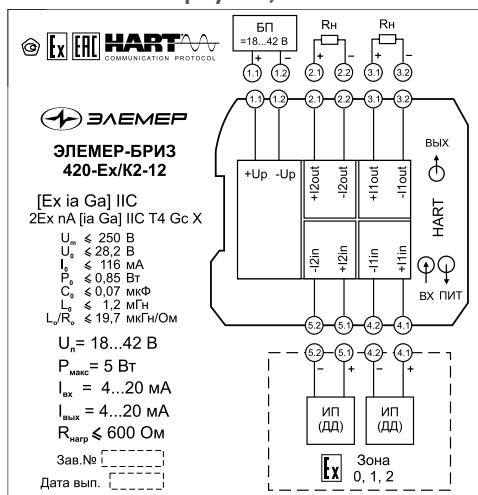 Ex EAC HART
COMMUNICATION PROTOCOL
ЭЛЕМЕР
ЭЛЕМЕР-БРИЗ
420-Ex/К2-12
[Ex ia Ga] IIC
2Ex nA [ia Ga] IIC T4 Gc X
Um ⩽ 250 В
U0 ⩽ 28,2 В
I0 ⩽ 116 мА
P0 ⩽ 0,85 Вт
C0 ⩽ 0,07 мкФ
L0 ⩽ 1,2 мГн
Lo/Ro ⩽ 19,7 мкГн/Ом
Uп= 18...42 В
Pмакс= 5 Вт
Iвх = 4...20 мА
Iвых = 4...20 мА
Rнагр ⩽ 600 Ом
Зав.№
Дата вып.
БП
=18...42 В
Rн Rн
+ − + − + −
1.1 1.2 2.1 2.2 3.1 3.2
1.1 1.2 2.1 2.2 3.1 3.2
+Up -Up +I2out -I2out +I1out -I1out
-I2in +I2in -I1in +I1in
ВЫХ
HART
ВХ ПИТ
5.2 5.1 4.2 4.1
5.2 5.1 4.2 4.1
− + − +
ИП
(ДД)
ИП
(ДД)
Ex Зона
0, 1, 2